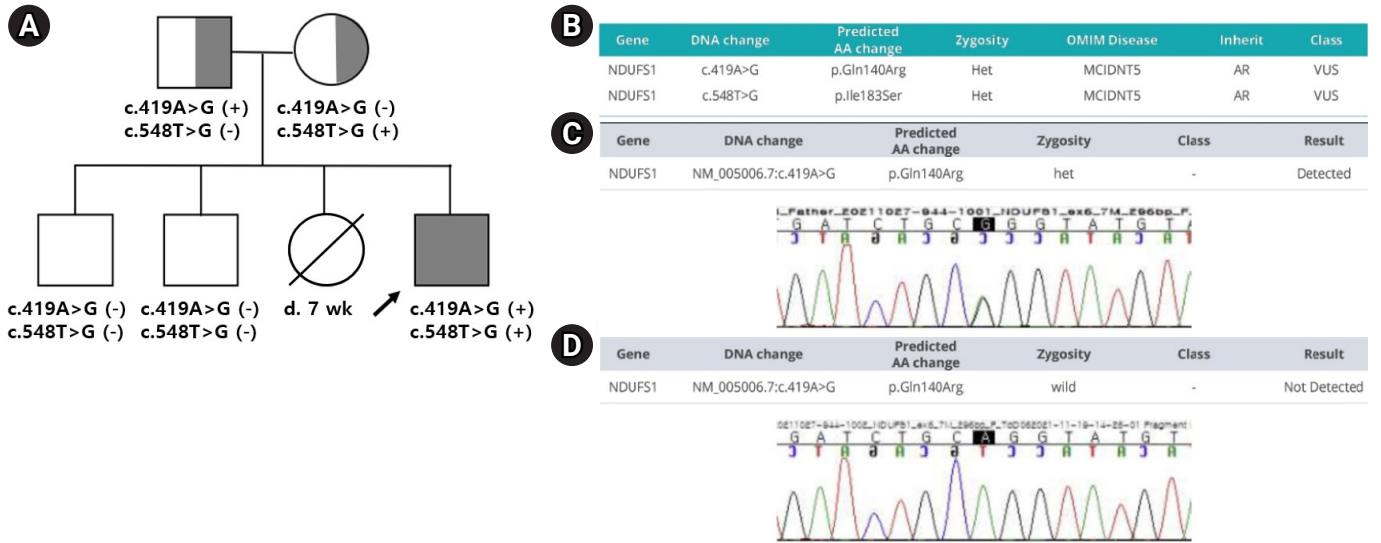 A
c.419A>G (+)
c.548T>G (-)
c.419A>G (-)
c.548T>G (+)
c.419A>G (-)
c.548T>G (-)
c.419A>G (-)
c.548T>G (-)
d. 7 wk
c.419A>G (+)
c.548T>G (+)
B
Gene DNA change Predicted AA change Zygosity OMIM Disease Inherit Class
NDUFS1 c.419A>G p.Gln140Arg Het MCIDNT5 AR VUS
NDUFS1 c.548T>G p.Ile183Ser Het MCIDNT5 AR VUS
C
Gene DNA change Predicted AA change Zygosity Class Result
NDUFS1 NM_005006.7:c.419A>G p.Gln140Arg het - Detected
G A T C T G C G G G T A T G T
D
Gene DNA change Predicted AA change Zygosity Class Result
NDUFS1 NM_005006.7:c.419A>G p.Gln140Arg wild - Not Detected
G A T C T G C A G G T A T G T